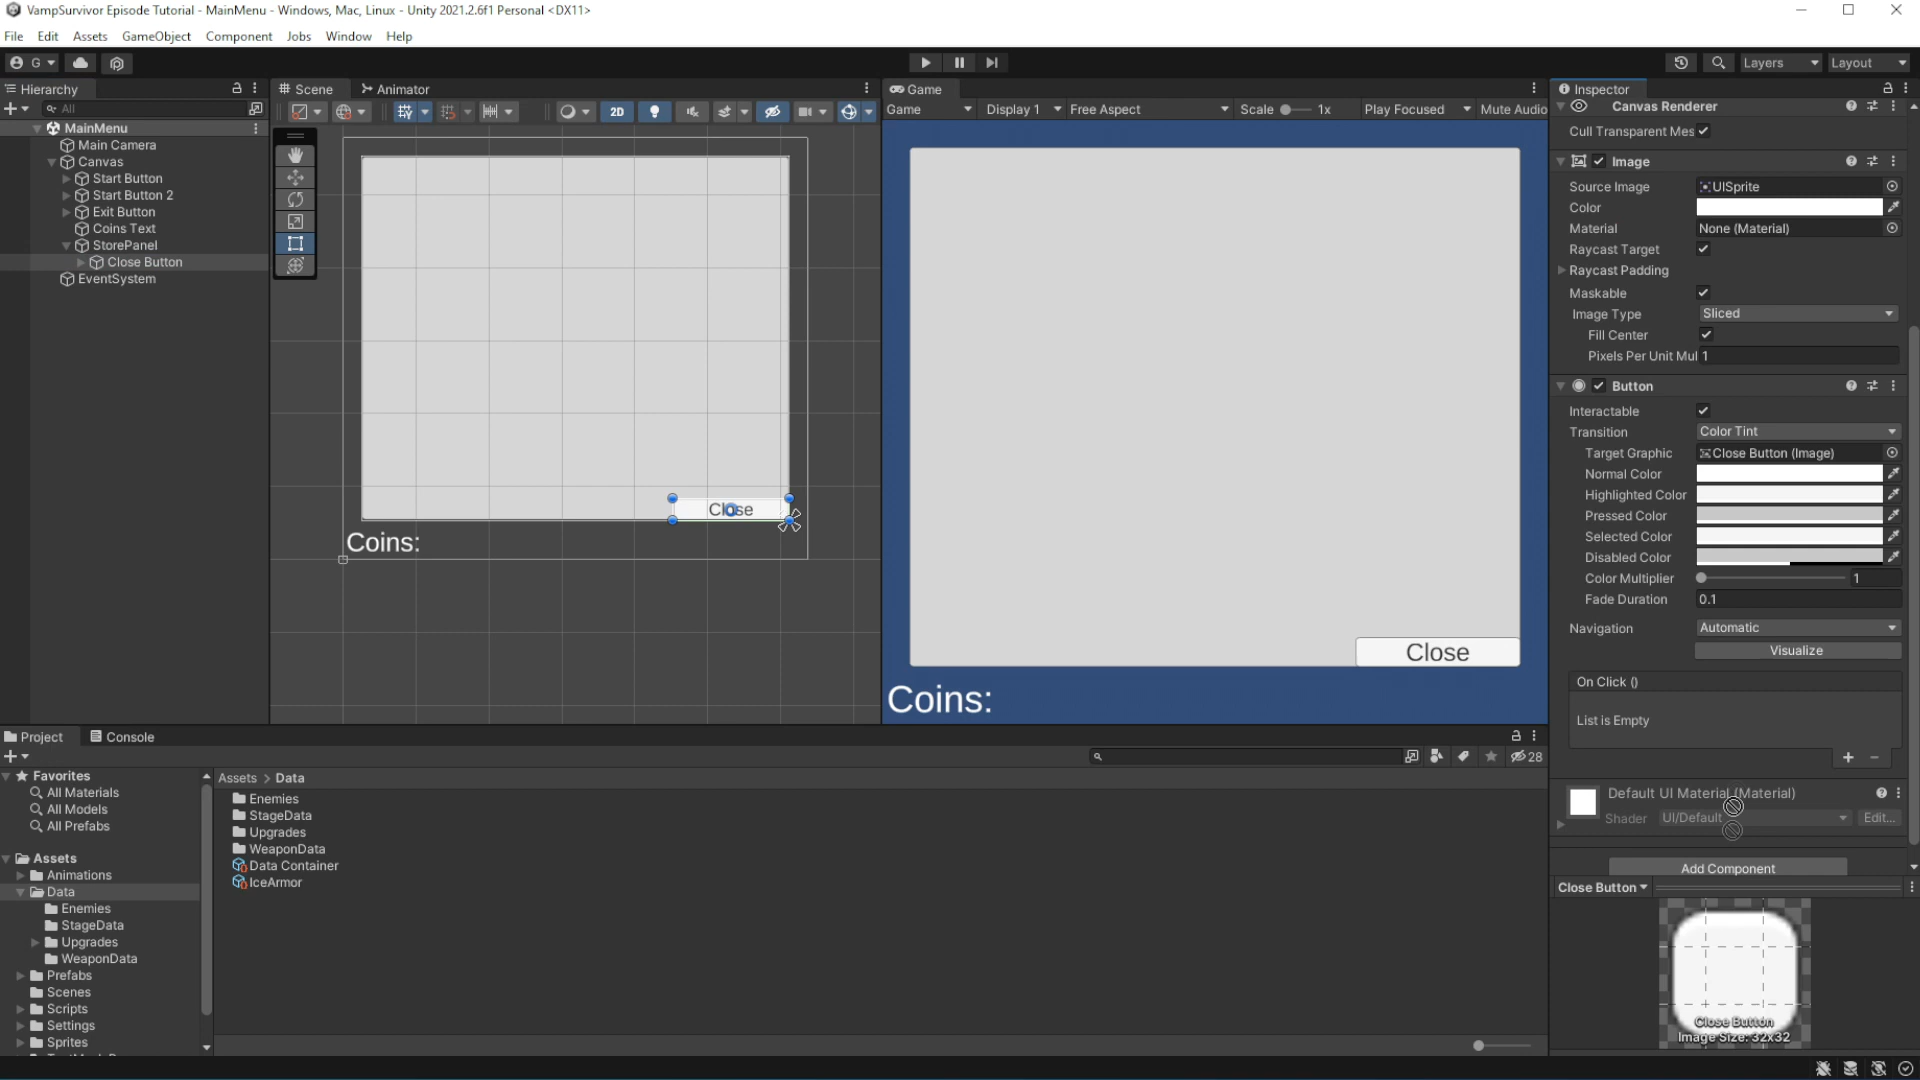 VampSurvivor Episode Tutorial - MainMenu - Windows, Mac, Linux - Unity 2021.2.6f1 Personal <DX11>
File Edit Assets GameObject Component Jobs Window Help
G Layers Layout
Hierarchy
All
MainMenu
Main Camera
Canvas
Start Button
Start Button 2
Exit Button
Coins Text
StorePanel
Close Button
EventSystem
Scene Animator
2D
Close
Coins:
Game
Game Display 1 Free Aspect Scale 1x Play Focused Mute Audio
Close
Coins:
Inspector
Canvas Renderer
Cull Transparent Mes
Image
Source Image UISprite
Color
Material None (Material)
Raycast Target
Raycast Padding
Maskable
Image Type Sliced
Fill Center
Pixels Per Unit Mul 1
Button
Interactable
Transition Color Tint
Target Graphic Close Button (Image)
Normal Color
Highlighted Color
Pressed Color
Selected Color
Disabled Color
Color Multiplier 1
Fade Duration 0.1
Navigation Automatic
Visualize
On Click ()
List is Empty
+ -
Default UI Material (Material)
Shader UI/Default Edit...
Add Component
Close Button
Close Button
Image Size: 32x32
Project Console
28
Favorites
All Materials
All Models
All Prefabs
Assets
Animations
Data
Enemies
StageData
Upgrades
WeaponData
Prefabs
Scenes
Scripts
Settings
Sprites
Assets > Data
Enemies
StageData
Upgrades
WeaponData
Data Container
IceArmor